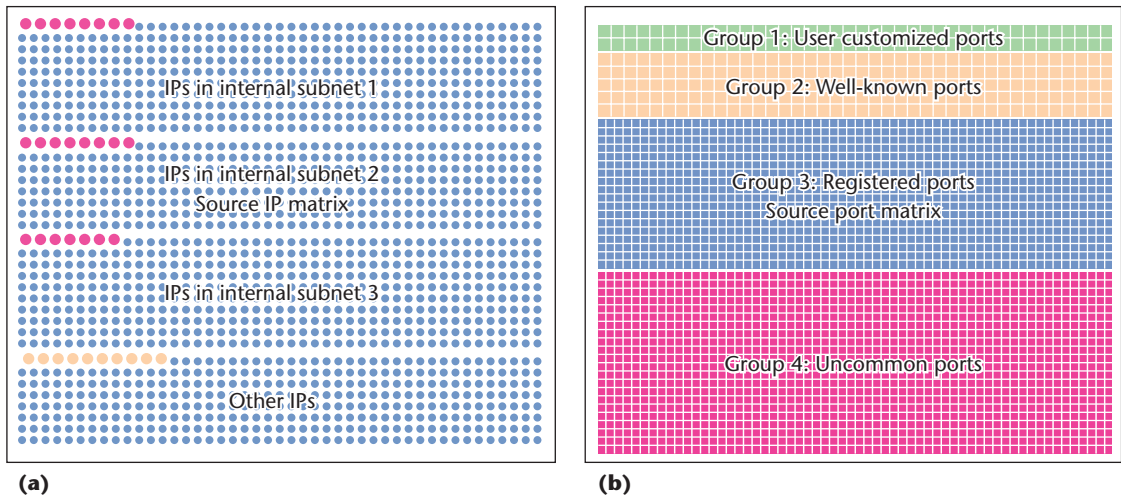 IPs in internal subnet 1
IPs in internal subnet 2
Source IP matrix
IPs in internal subnet 3
Other IPs
(a)
Group 1: User customized ports
Group 2: Well-known ports
Group 3: Registered ports
Source port matrix
Group 4: Uncommon ports
(b)